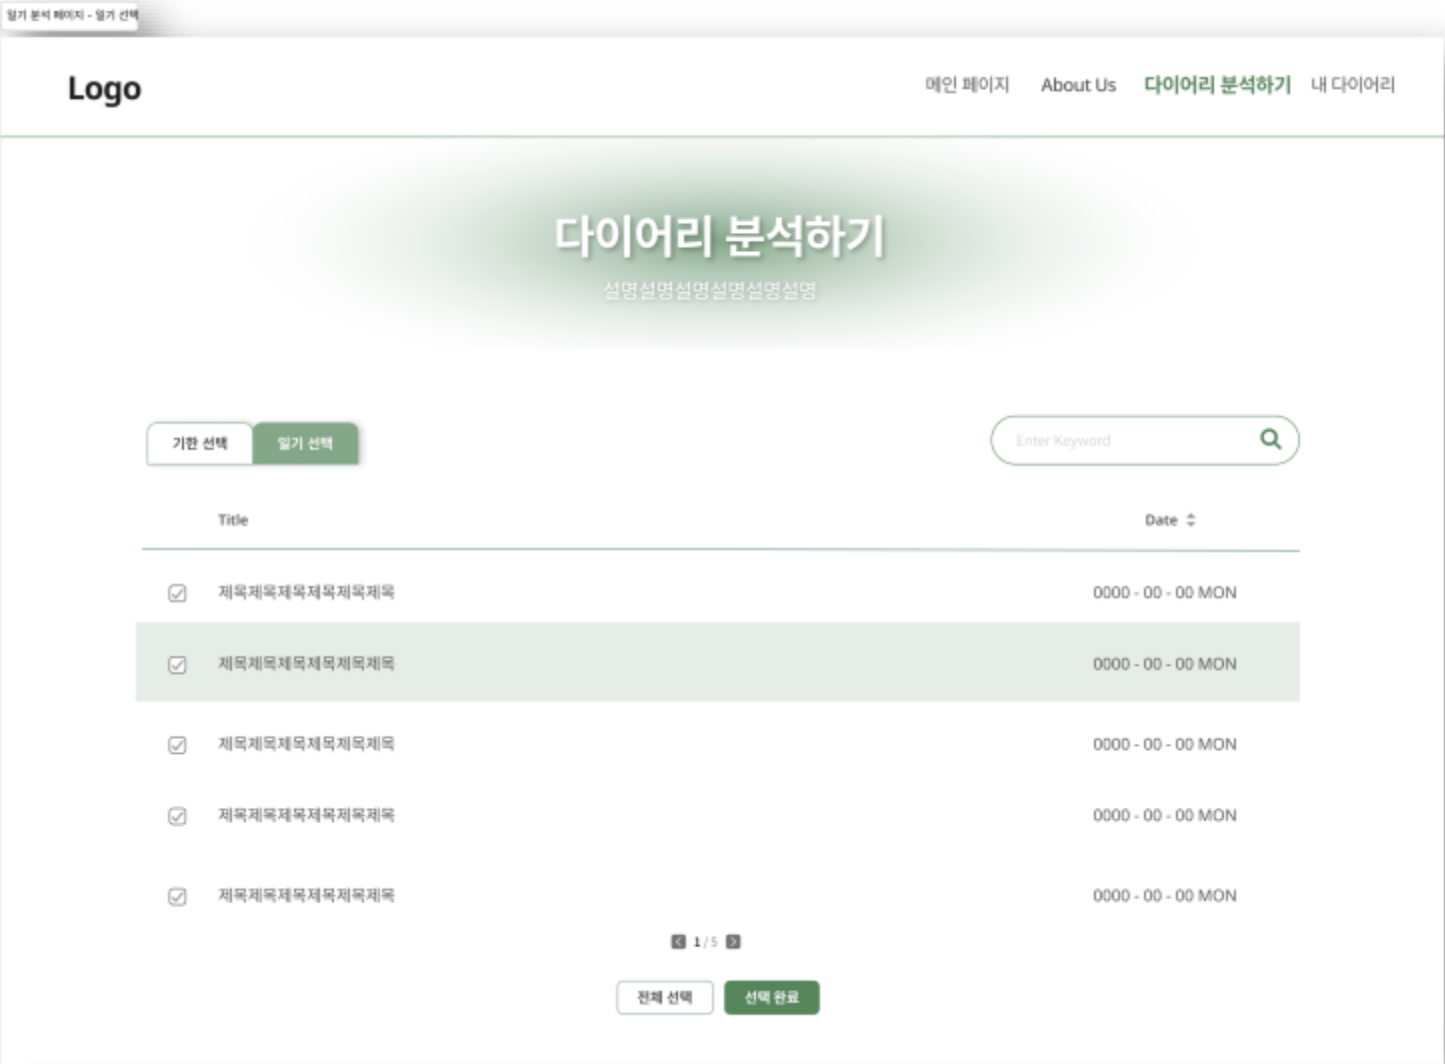 일기 분석 페이지 - 일기 선택
Logo
메인 페이지 About Us 다이어리 분석하기 내 다이어리
다이어리 분석하기
설명설명설명설명설명설명
기한 선택 일기 선택 Enter Keyword
Title Date
제목제목제목제목제목제목 0000 - 00 - 00 MON
제목제목제목제목제목제목 0000 - 00 - 00 MON
제목제목제목제목제목제목 0000 - 00 - 00 MON
제목제목제목제목제목제목 0000 - 00 - 00 MON
제목제목제목제목제목제목 0000 - 00 - 00 MON
1 / 5
전체 선택 선택 완료